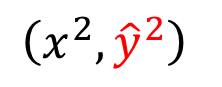 (x², ŷ²)